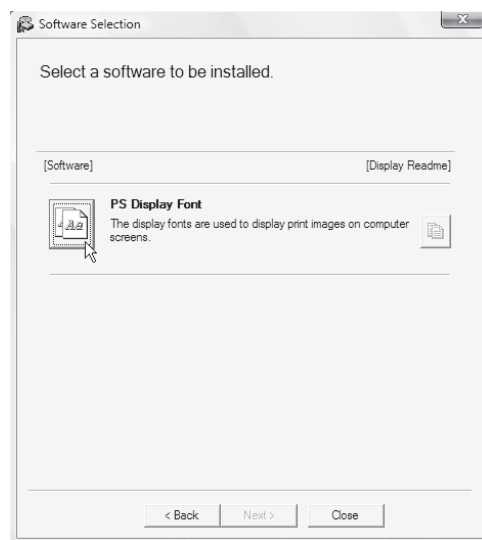 Software Selection
Select a software to be installed.
[Software] [Display Readme]
PS Display Font
The display fonts are used to display print images on computer
screens.
< Back Next > Close